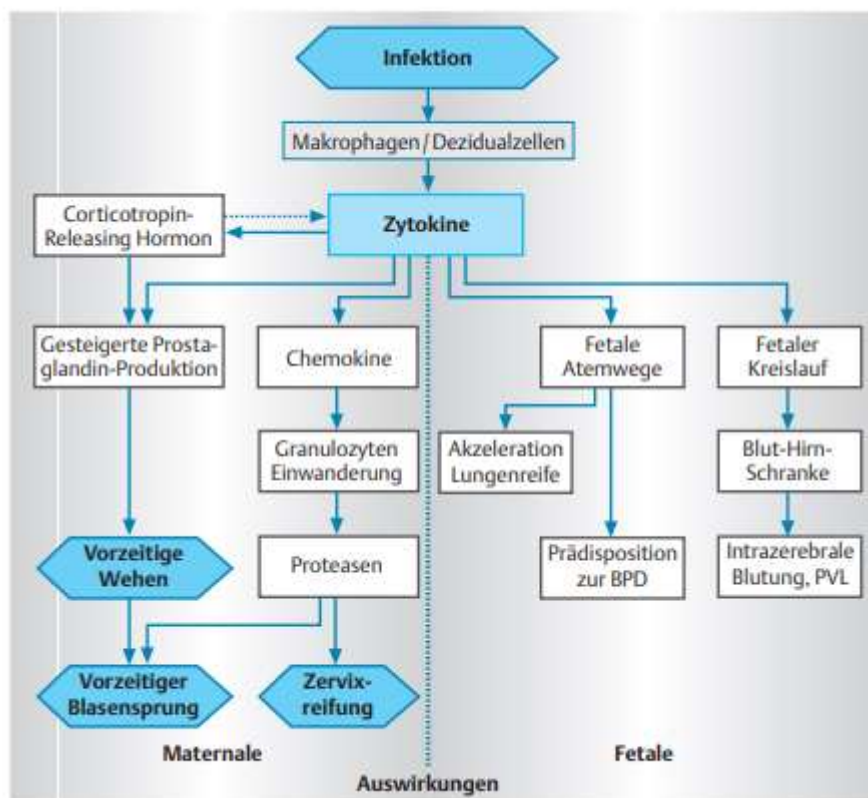 Infektion
Makrophagen/Dezidualzellen
Corticotropin-
Releasing Hormon
Zytokine
Gesteigerte Prosta-
glandin-Produktion
Chemokine
Fetale
Atemwege
Fetaler
Kreislauf
Granulozyten
Einwanderung
Akzeleration
Lungenreife
Blut-Hirn-
Schranke
Vorzeitige
Wehen
Proteasen
Prädisposition
zur BPD
Intrazerebrale
Blutung, PVL
Vorzeitiger
Blasensprung
Zervix-
reifung
Maternale
Fetale
Auswirkungen